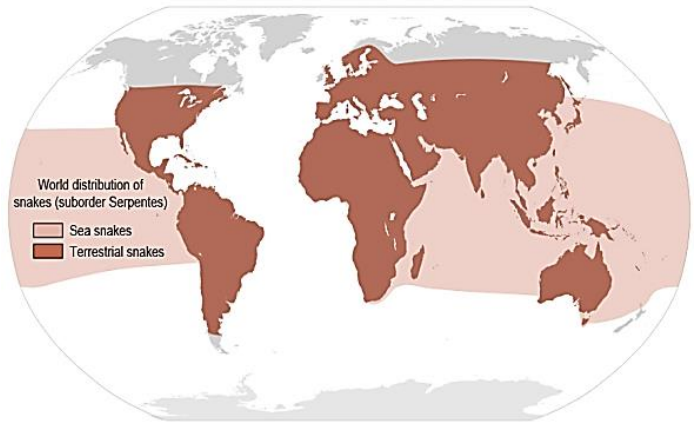 World distribution of
snakes (suborder Serpentes)
Sea snakes
Terrestrial snakes